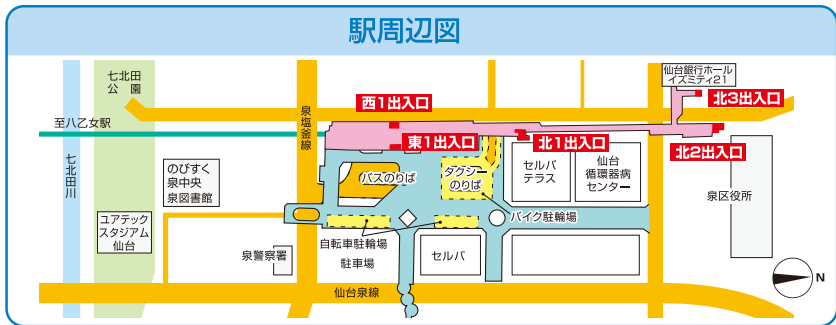 駅周辺図
七北田
公園
至八乙女駅
七北田川
泉塩釜線
西1出入口
東1出入口
北1出入口
北2出入口
北3出入口
仙台銀行ホール
イズミティ21
のびすく
泉中央
泉図書館
ユアテック
スタジアム
仙台
バスのりば
タクシー
のりば
セルバ
テラス
仙台
循環器病
センター
泉区役所
バイク駐輪場
自転車駐輪場
駐車場
泉警察署
セルバ
仙台泉線
N